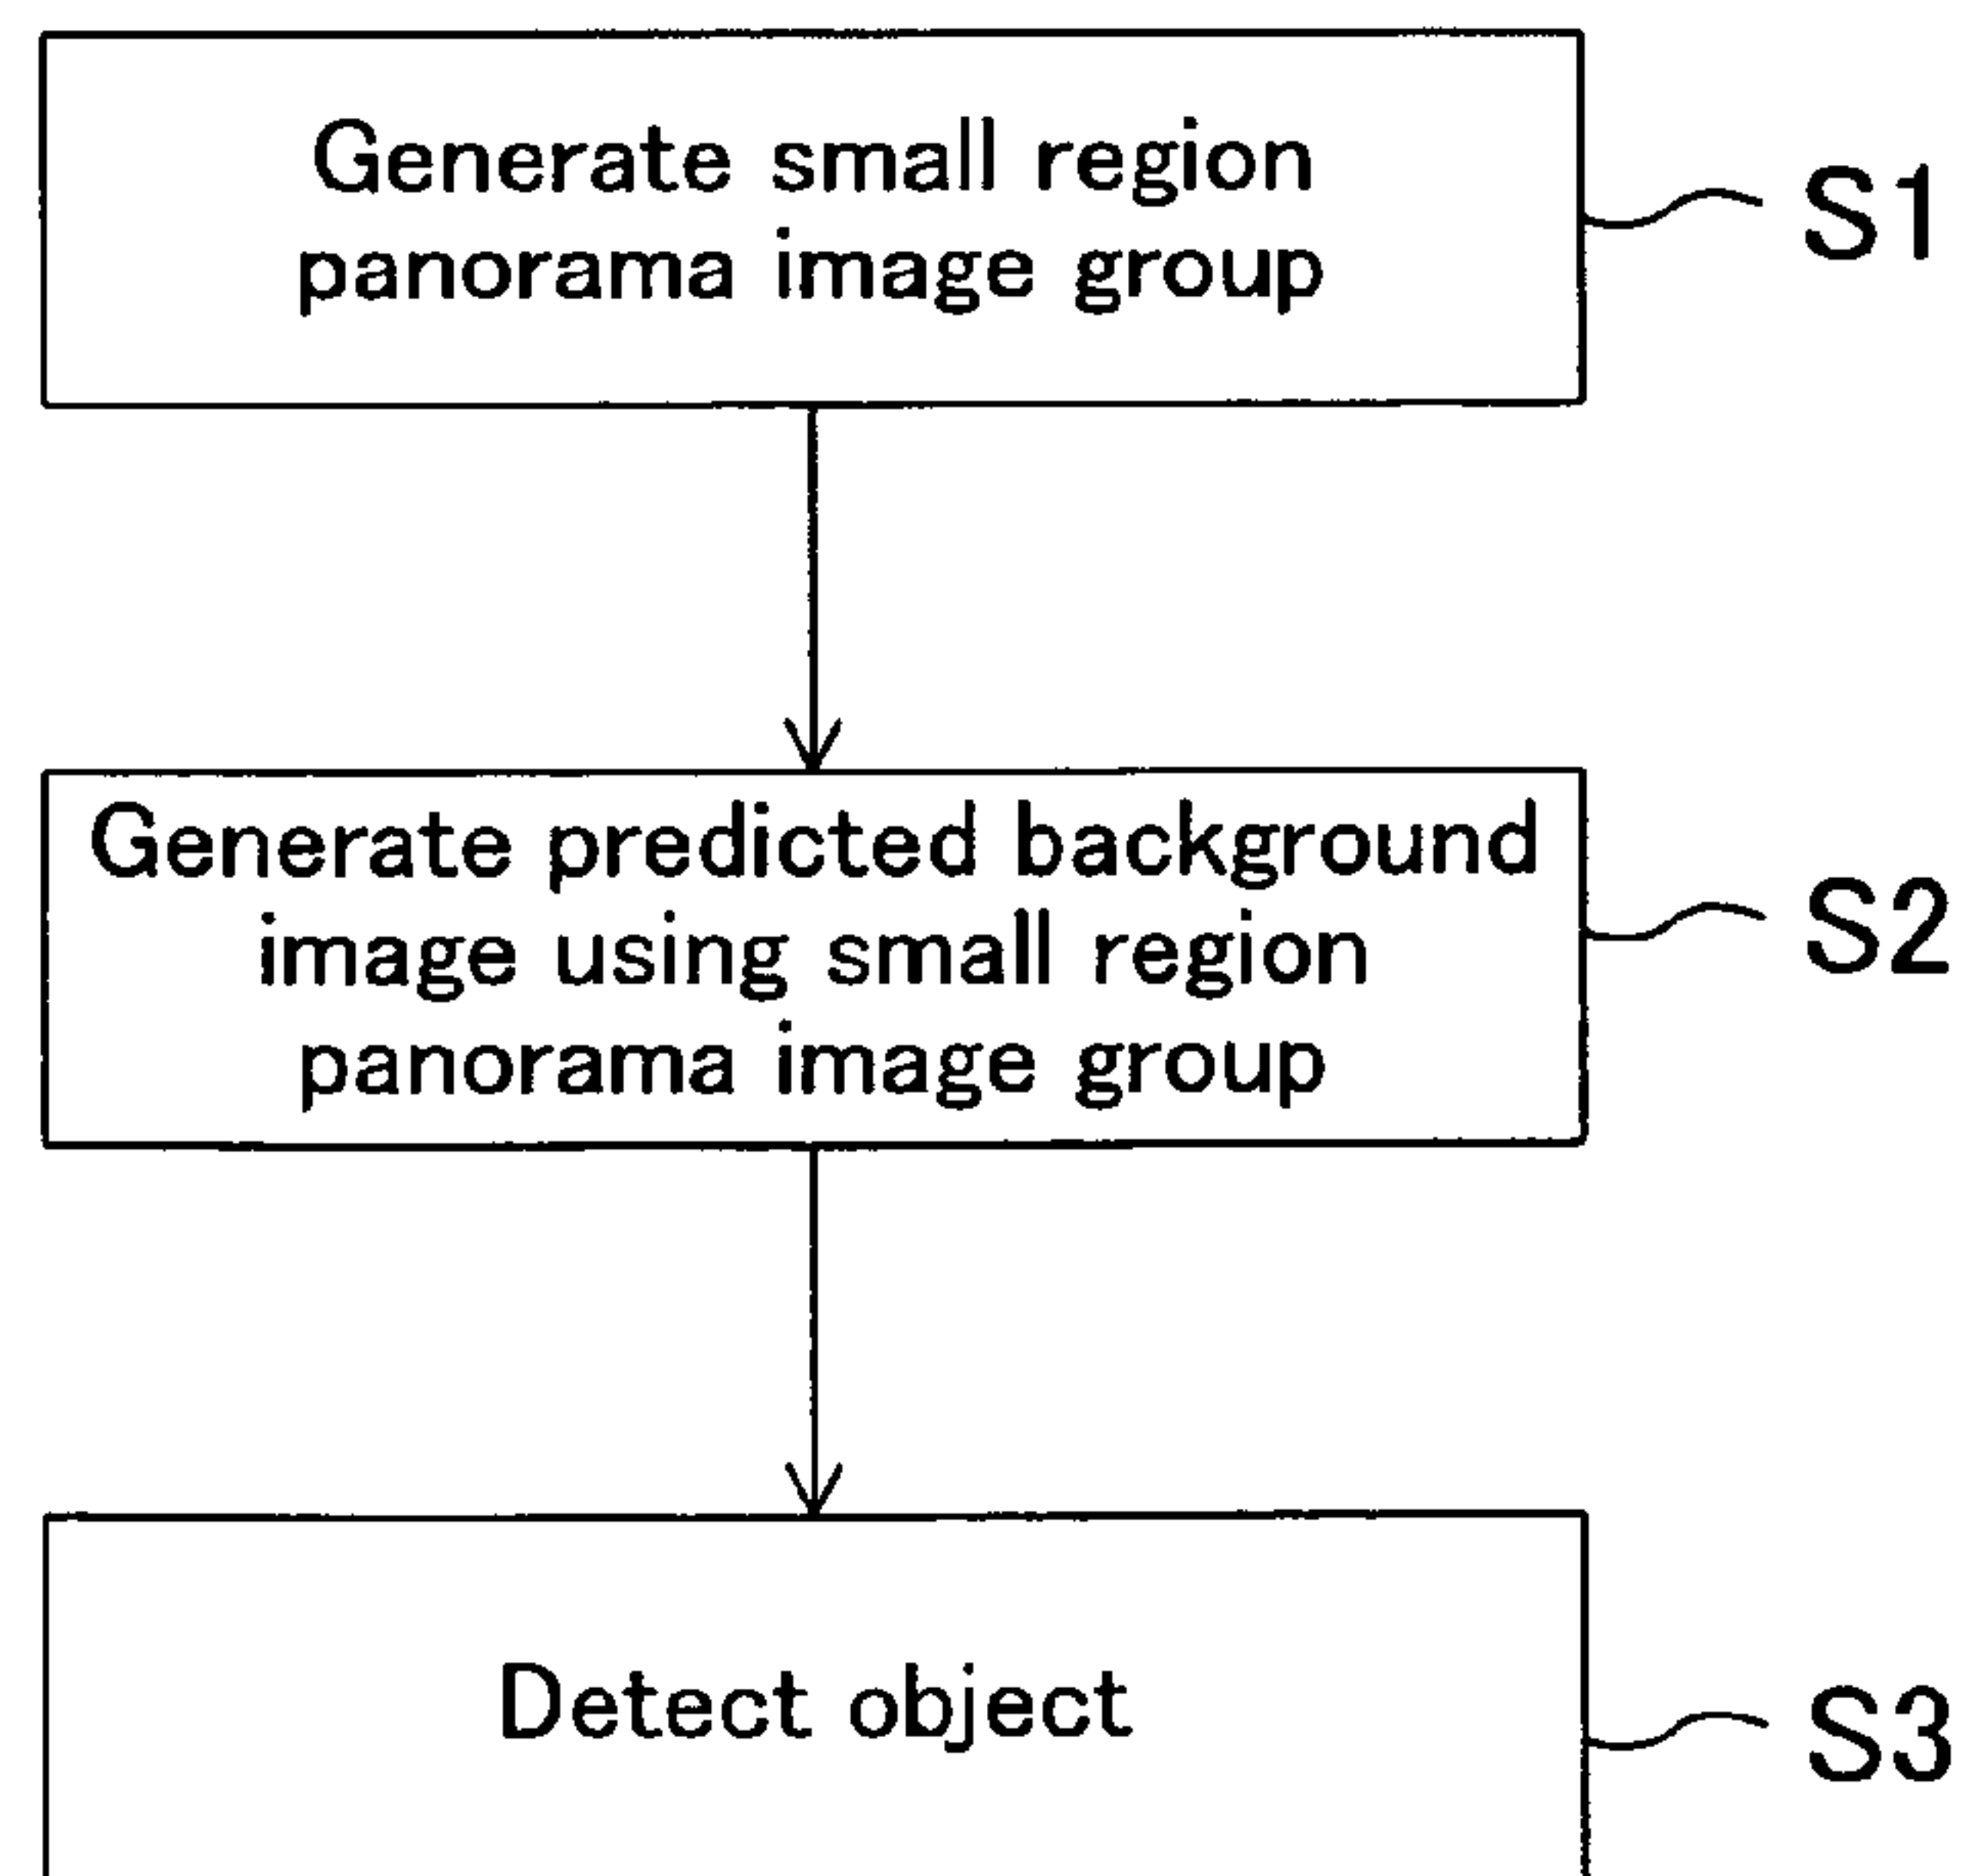 Generate small region
panorama image group
S1
Generate predicted background
image using small region
panorama image group
S2
Detect object
S3